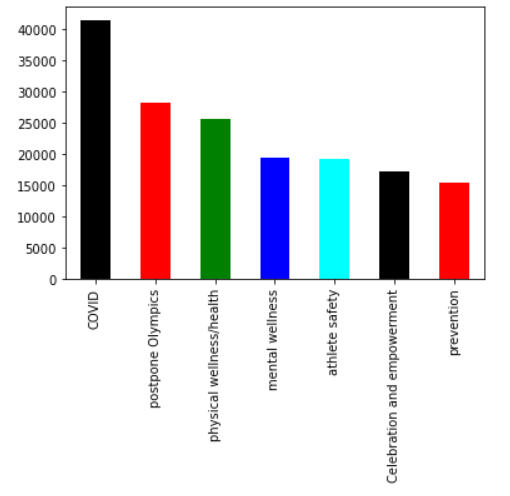 40000
35000
30000
25000
20000
15000
10000
5000
0
COVID
postpone Olympics
physical wellness/health
mental wellness
athlete safety
Celebration and empowerment
prevention